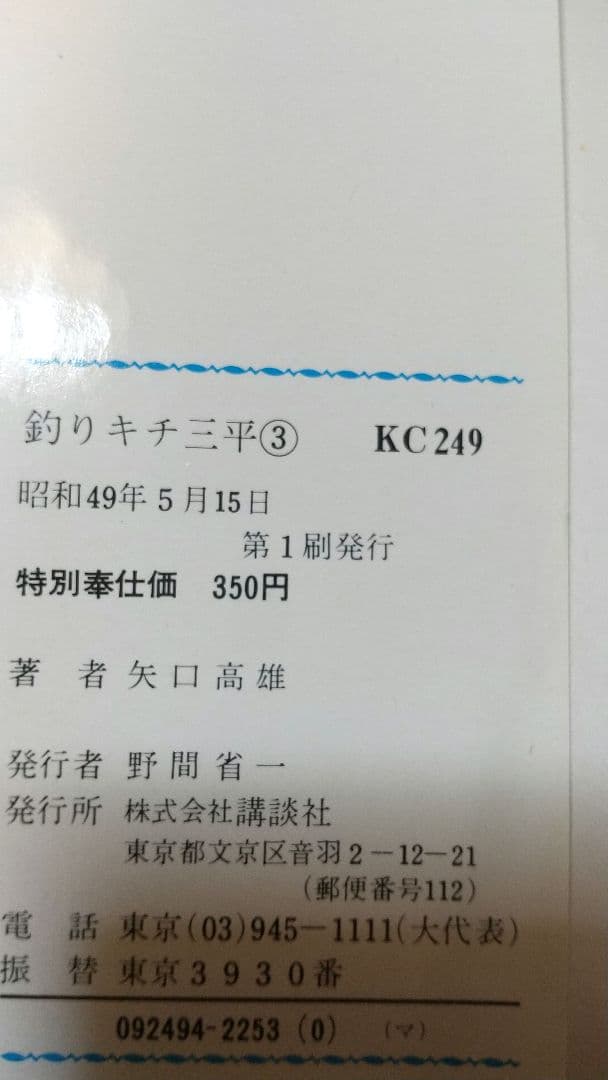 釣りキチ三平③ KC249
昭和49年5月15日
第1刷発行
特別奉仕価 350円
著者 矢口高雄
発行者 野間省一
発行所 株式会社講談社
東京都文京区音羽2-12-21
(郵便番号112)
電話 東京(03)945-1111(大代表)
振替 東京3930番
092494-2253(0) (マ)